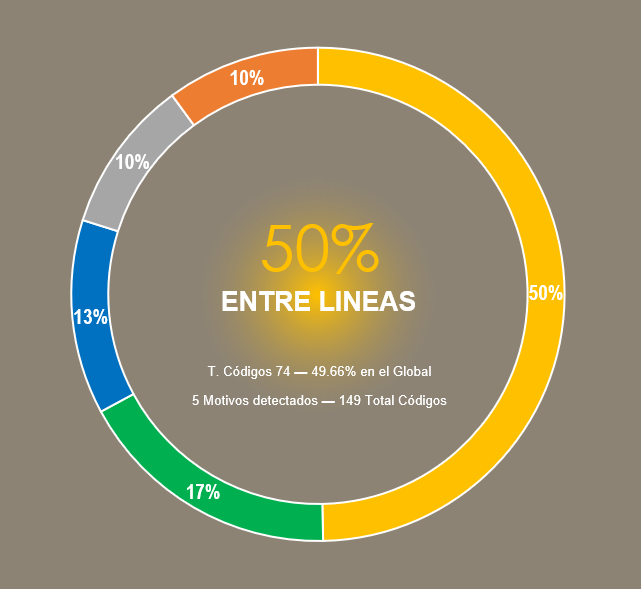 10%
10%
50%
ENTRE LINEAS
50%
13%
T. Códigos 74 — 49.66% en el Global
5 Motivos detectados — 149 Total Códigos
17%